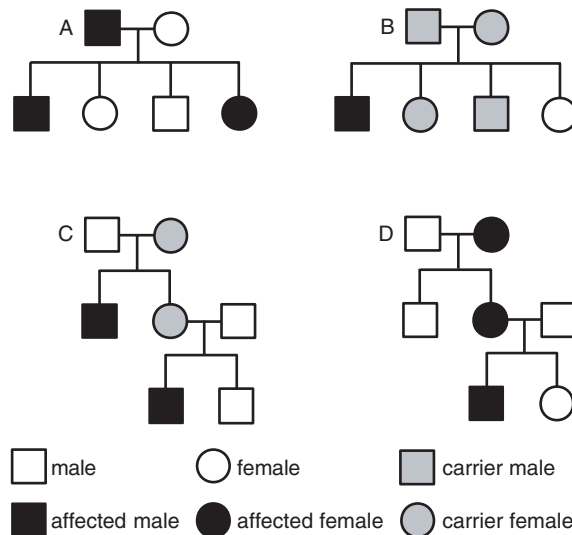 A
B
C
D
male
female
carrier male
affected male
affected female
carrier female